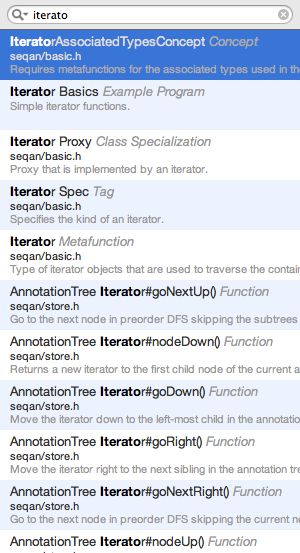 iterato
IteratorAssociatedTypesConcept Concept
seqan/basic.h
Requires metafunctions for the associated types used in the
Iterator Basics Example Program
Simple iterator functions.
Iterator Proxy Class Specialization
seqan/basic.h
Proxy that is implemented by an iterator.
Iterator Spec Tag
seqan/basic.h
Specifies the kind of an iterator.
Iterator Metafunction
seqan/basic.h
Type of iterator objects that are used to traverse the contain
AnnotationTree Iterator#goNextUp() Function
seqan/store.h
Go to the next node in preorder DFS skipping the subtrees
AnnotationTree Iterator#nodeDown() Function
seqan/store.h
Returns a new iterator to the first child node of the current a
AnnotationTree Iterator#goDown() Function
seqan/store.h
Move the iterator down to the left-most child in the annotation
AnnotationTree Iterator#goRight() Function
seqan/store.h
Move the iterator right to the next sibling in the annotation tre
AnnotationTree Iterator#goNextRight() Function
seqan/store.h
Go to the next node in preorder DFS skipping the current ne
AnnotationTree Iterator#nodeUp() Function